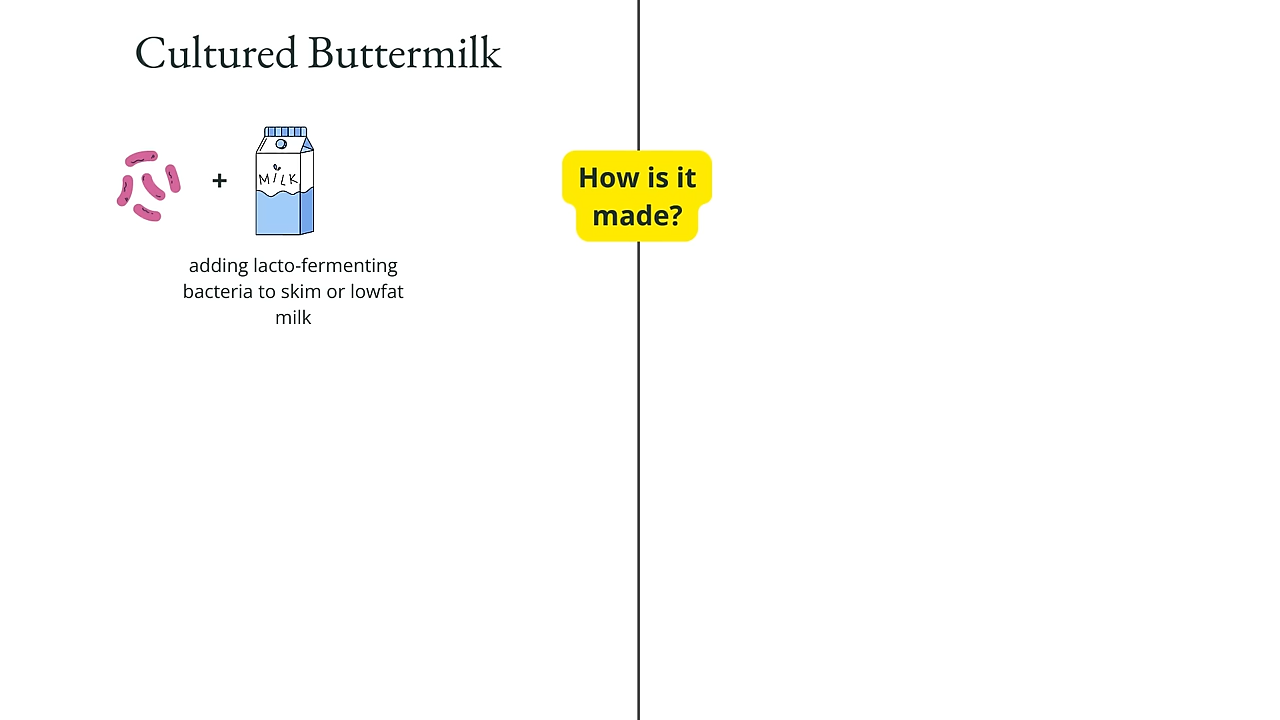 Cultured Buttermilk
+
MILK
How is it
made?
adding lacto-fermenting
bacteria to skim or lowfat
milk